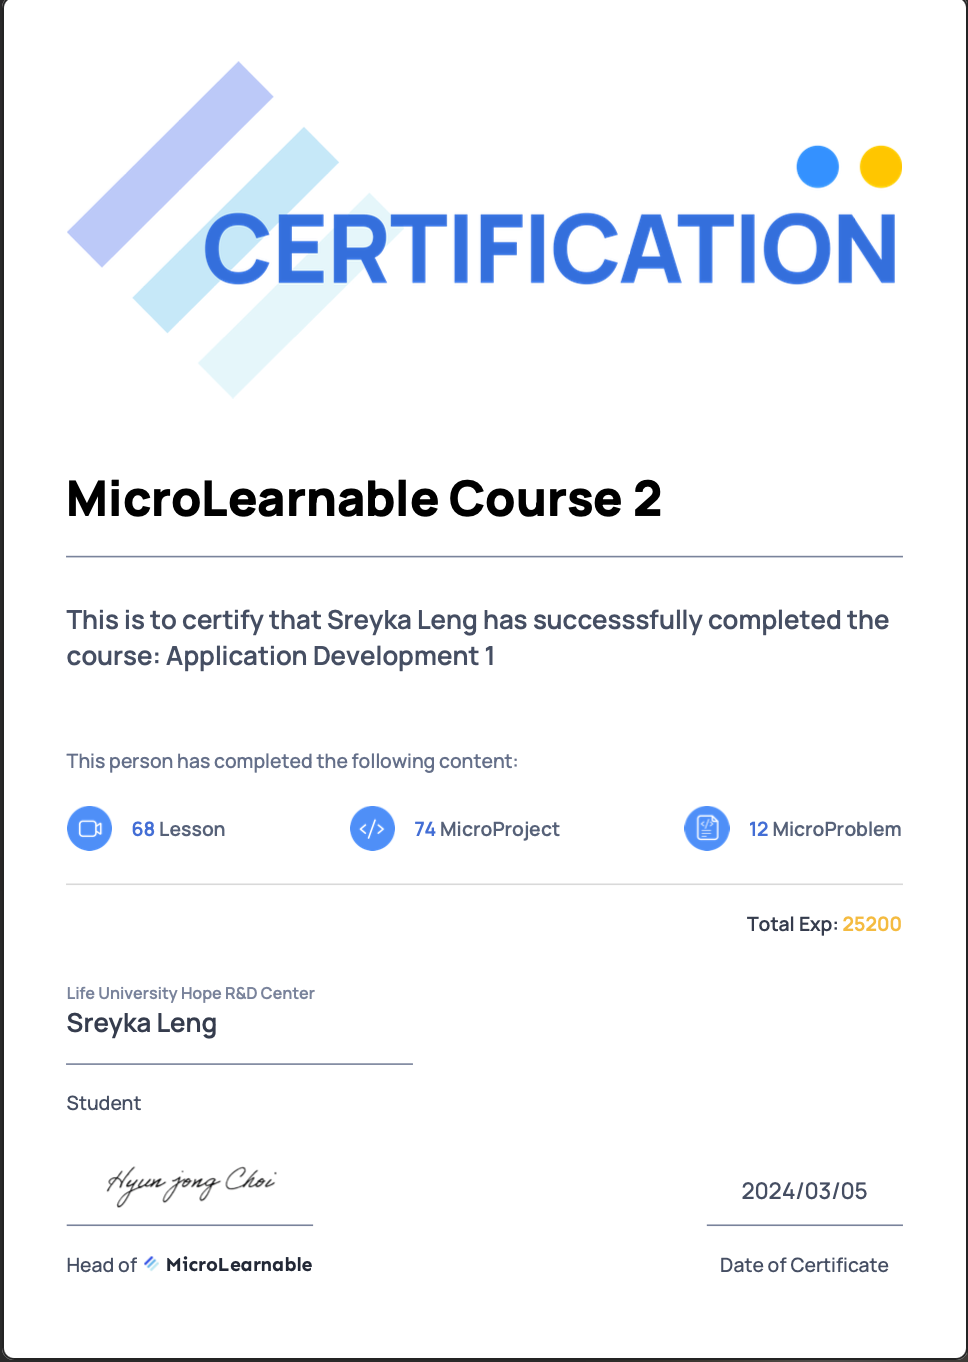 CERTIFICATION
MicroLearnable Course 2
This is to certify that Sreyka Leng has successsfully completed the
course: Application Development 1
This person has completed the following content:
68 Lesson
74 MicroProject
12 MicroProblem
Total Exp: 25200
Life University Hope R&D Center
Sreyka Leng
Student
Hyun jong Choi
2024/03/05
Head of MicroLearnable
Date of Certificate